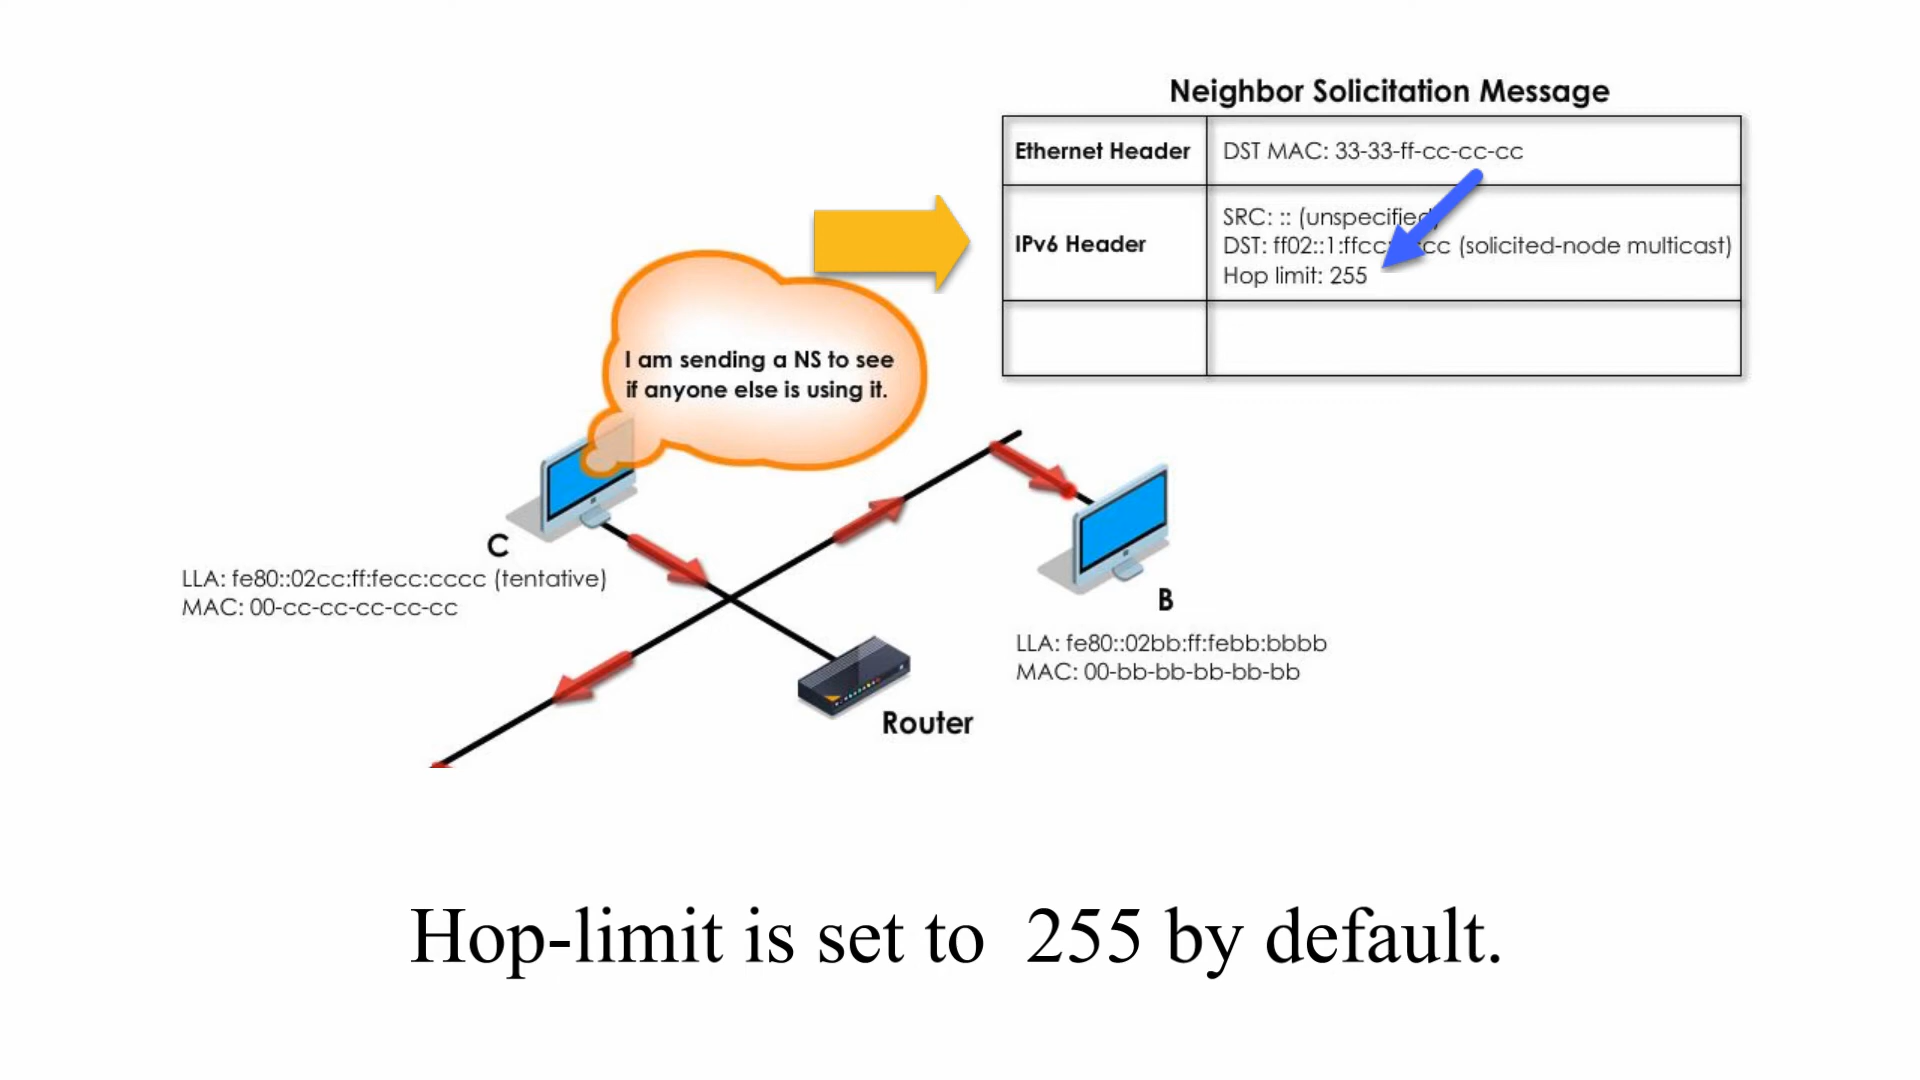 Neighbor Solicitation Message
Ethernet Header
DST MAC: 33-33-ff-cc-cc-cc
IPv6 Header
SRC: :: (unspecified)
DST: ff02::1:ffcc cc (solicited-node multicast)
Hop limit: 255
I am sending a NS to see
if anyone else is using it.
C
LLA: fe80::02cc:ff:fecc:cccc (tentative)
MAC: 00-cc-cc-cc-cc-cc
B
LLA: fe80::02bb:ff:febb:bbbb
MAC: 00-bb-bb-bb-bb-bb
Router
Hop-limit is set to 255 by default.